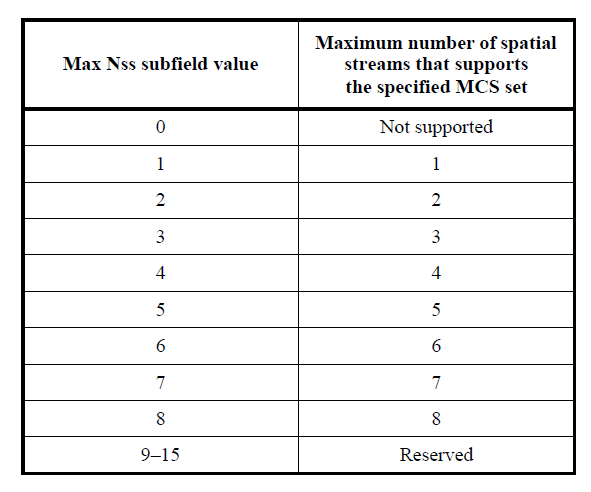 Max Nss subfield value
Maximum number of spatial
streams that supports
the specified MCS set
0 Not supported
1 1
2 2
3 3
4 4
5 5
6 6
7 7
8 8
9–15 Reserved